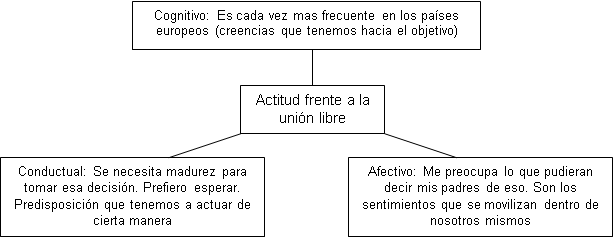 Cognitivo: Es cada vez mas frecuente en los países
europeos (creencias que tenemos hacia el objetivo)
Actitud frente a la
unión libre
Conductual: Se necesita madurez para
tomar esa decisión. Prefiero esperar.
Predisposición que tenemos a actuar de
cierta manera
Afectivo: Me preocupa lo que pudieran
decir mis padres de eso. Son los
sentimientos que se movilizan dentro de
nosotros mismos